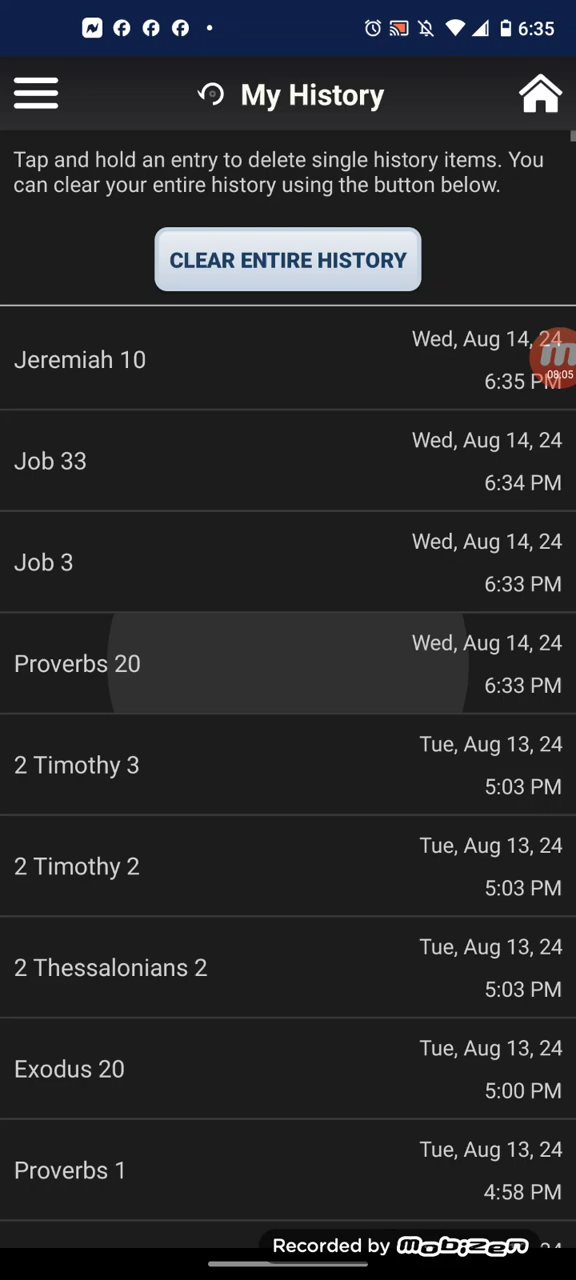 6:35
My History
Tap and hold an entry to delete single history items. You
can clear your entire history using the button below.
CLEAR ENTIRE HISTORY
Jeremiah 10
Wed, Aug 14, 24
6:35 PM
08:05
Job 33
Wed, Aug 14, 24
6:34 PM
Job 3
Wed, Aug 14, 24
6:33 PM
Proverbs 20
Wed, Aug 14, 24
6:33 PM
2 Timothy 3
Tue, Aug 13, 24
5:03 PM
2 Timothy 2
Tue, Aug 13, 24
5:03 PM
2 Thessalonians 2
Tue, Aug 13, 24
5:03 PM
Exodus 20
Tue, Aug 13, 24
5:00 PM
Proverbs 1
Tue, Aug 13, 24
4:58 PM
Recorded by mobizen